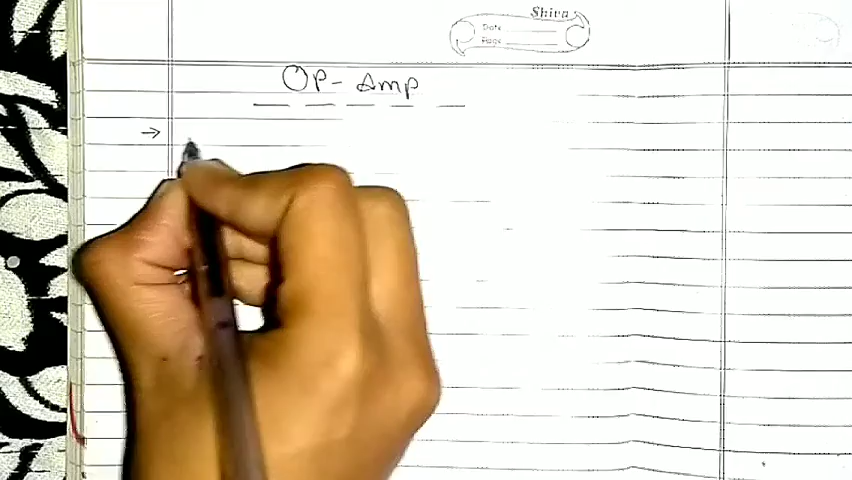 Shiva
Date
Page
Op-Amp
→